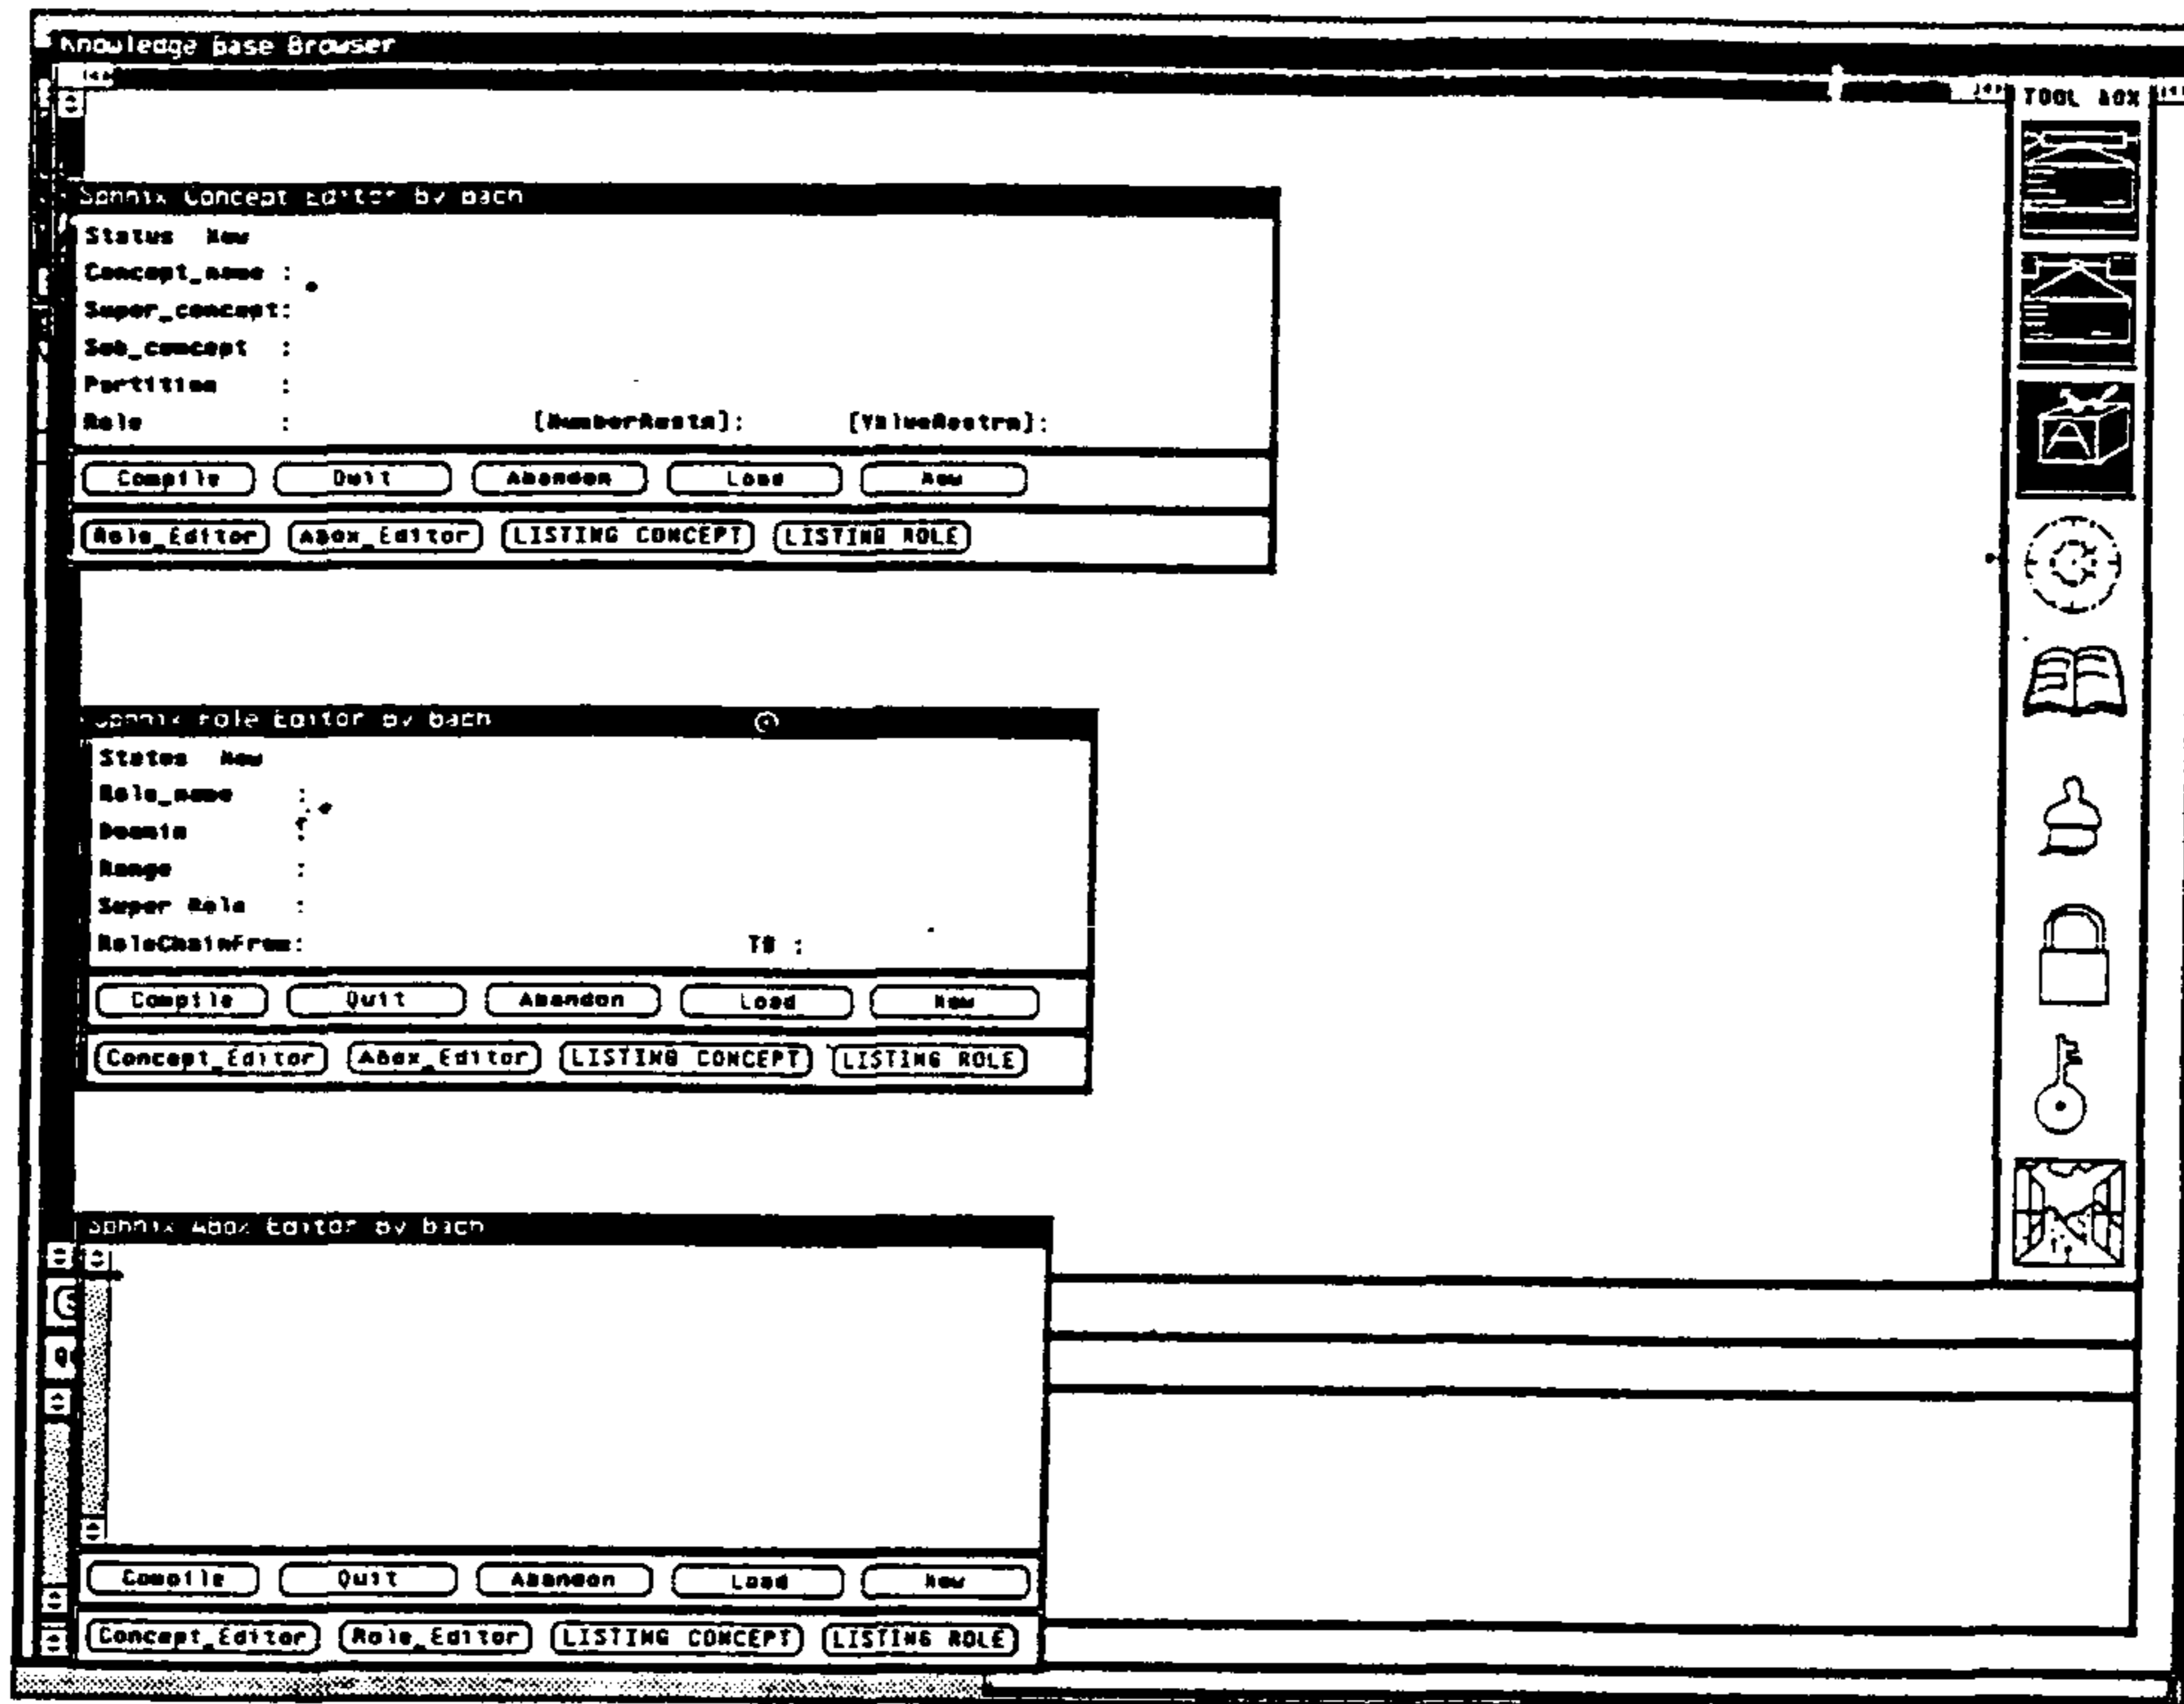 Knowledge Base Browser
TOOL BOX
Sphnix Concept Editor by bach
Status New
Concept_name :
Super_concept:
Sub_concept :
Partition :
Role : [NumberRestn]: [ValueRestrn]:
Compile Quit Abandon Load New
Role_Editor ABox_Editor LISTING CONCEPT LISTING ROLE
Sphnix Role Editor by bach
Status New
Role_name :
Domain :
Range :
Super Role :
RoleChainFrom: TO :
Compile Quit Abandon Load New
Concept_Editor ABox_Editor LISTING CONCEPT LISTING ROLE
Sphnix Abox Editor by bach
Compile Quit Abandon Load New
Concept_Editor Role_Editor LISTING CONCEPT LISTING ROLE